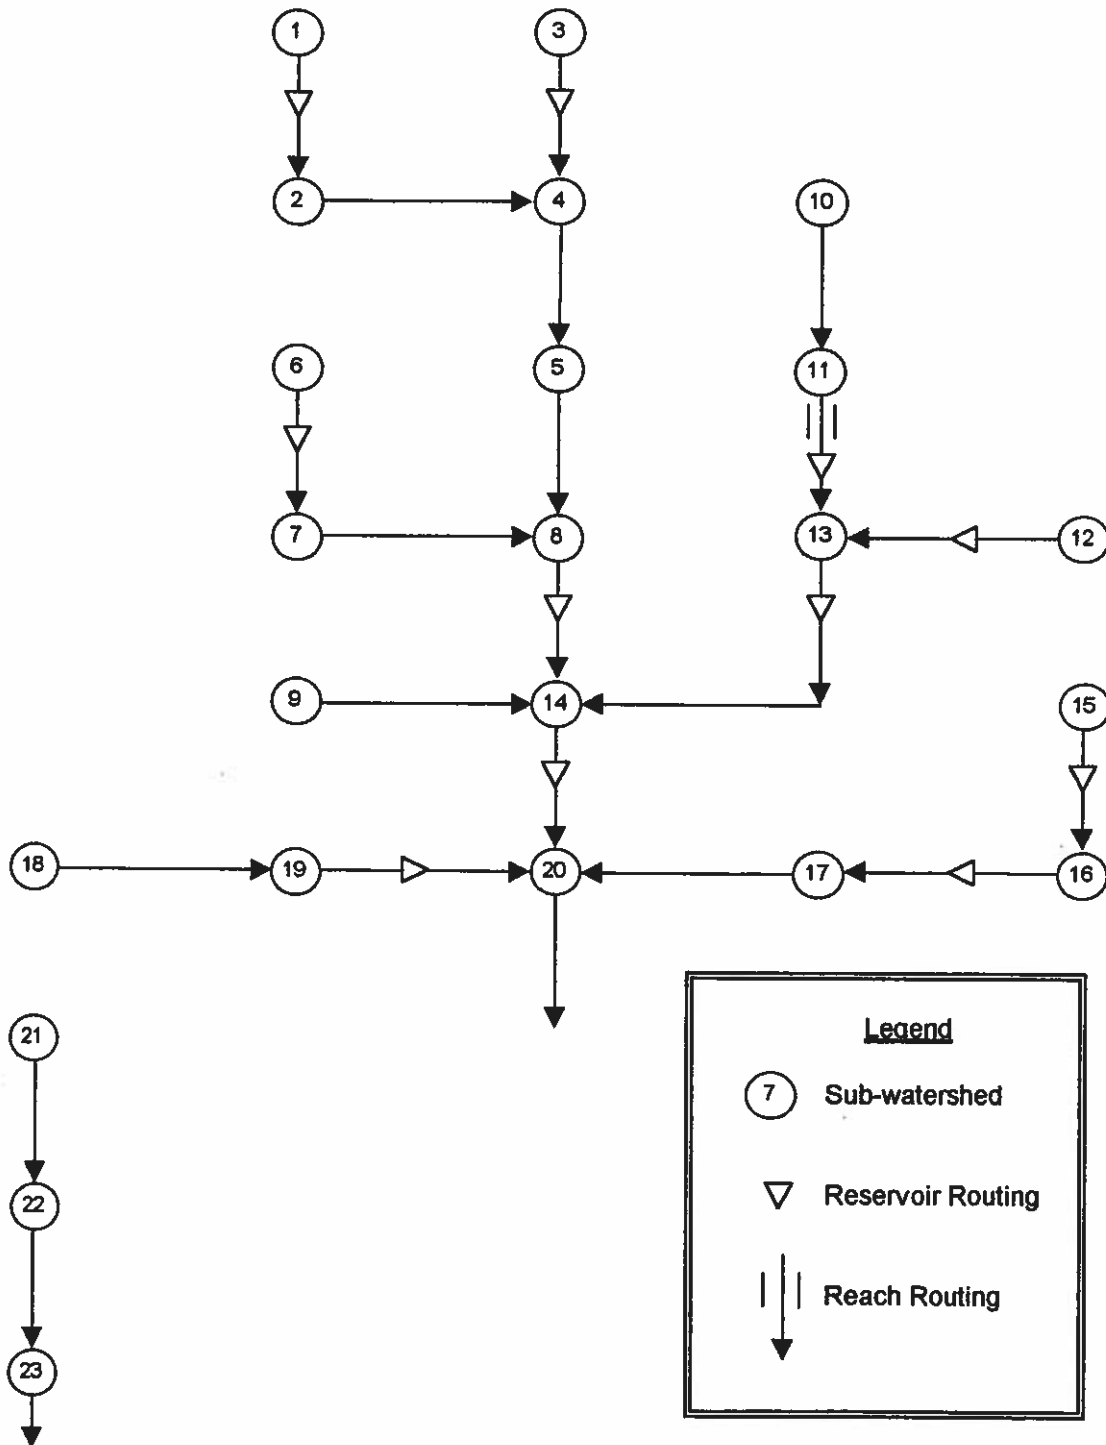 1 3
2 4 10
6 5 11
7 8 13 12
9 14 15
18 19 20 17 16
21
22
23
Legend
7 Sub-watershed
Reservoir Routing
Reach Routing